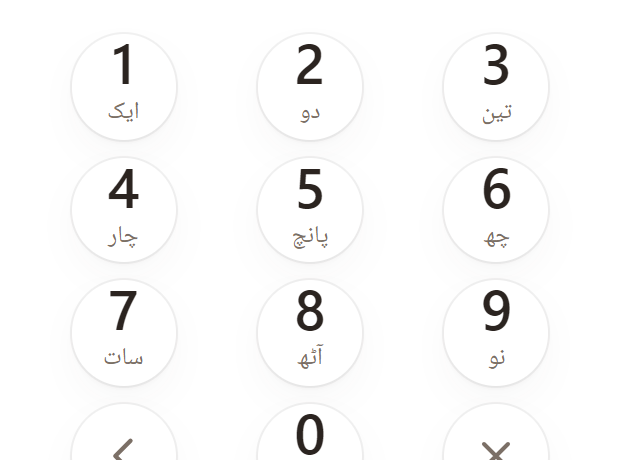 1 2 3
ایک دو تین
4 5 6
چار پانچ چھ
7 8 9
سات آٹھ نو
0